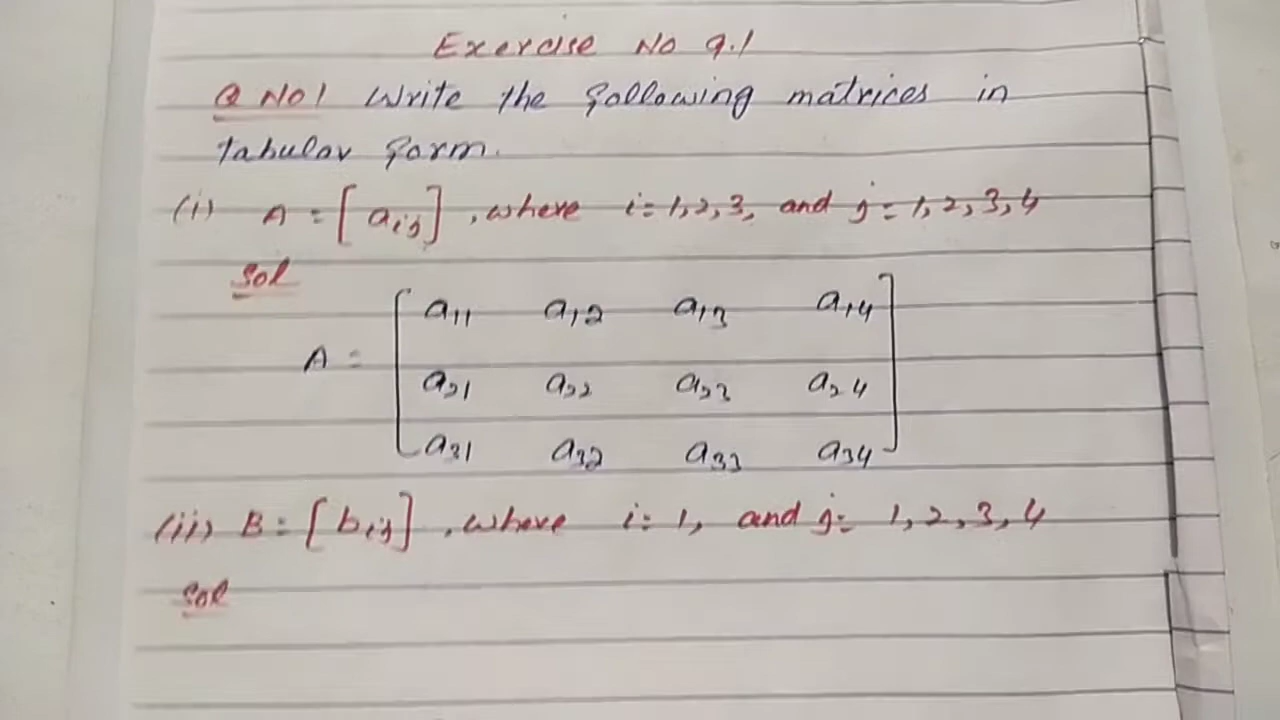 Exercise No 9.1
Q No1 Write the following matrices in
tabular form.
(i) A = [aij], where i=1,2,3, and j=1,2,3,4
Sol
a11 a12 a13 a14
A =
a21 a22 a23 a24
a31 a32 a33 a34
(ii) B = [bij], where i=1, and j= 1,2,3,4
Sol